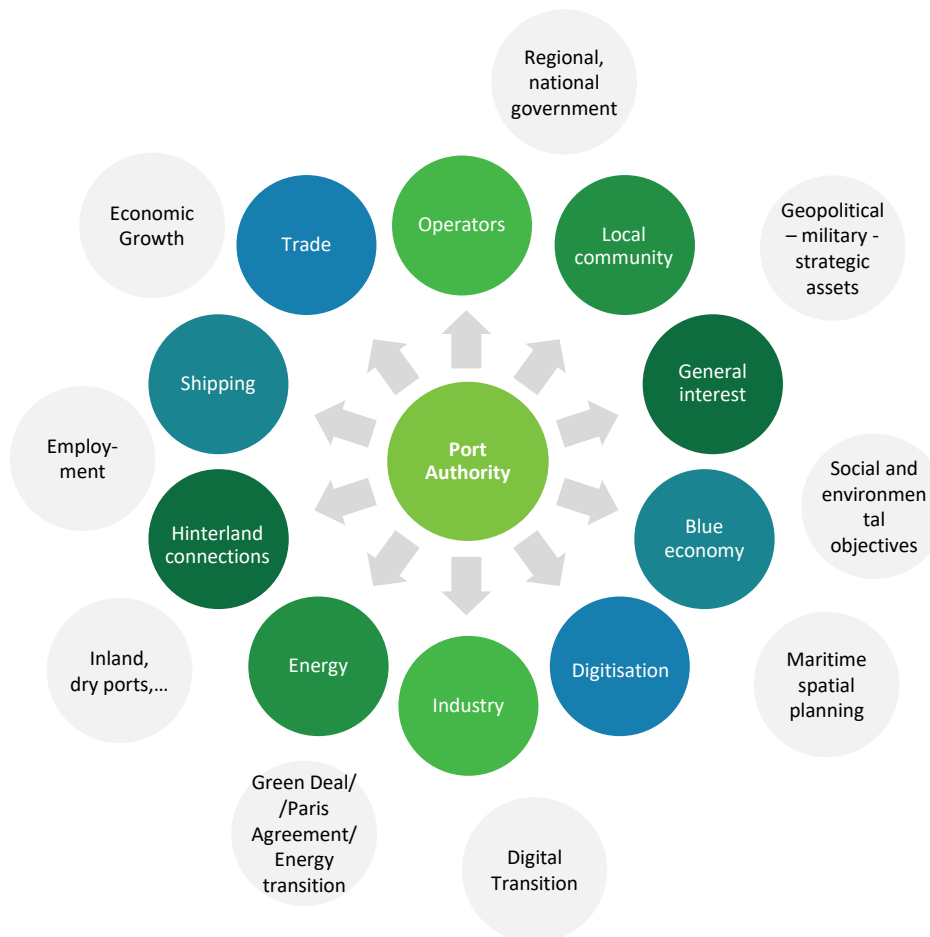 Regional,
national
government
Economic
Growth
Trade
Operators
Local
community
Geopolitical
– military -
strategic
assets
Shipping
General
interest
Employ-
ment
Port
Authority
Social and
environmen
tal
objectives
Hinterland
connections
Blue
economy
Inland,
dry ports,...
Energy
Industry
Digitisation
Maritime
spatial
planning
Green Deal/
/Paris
Agreement/
Energy
transition
Digital
Transition